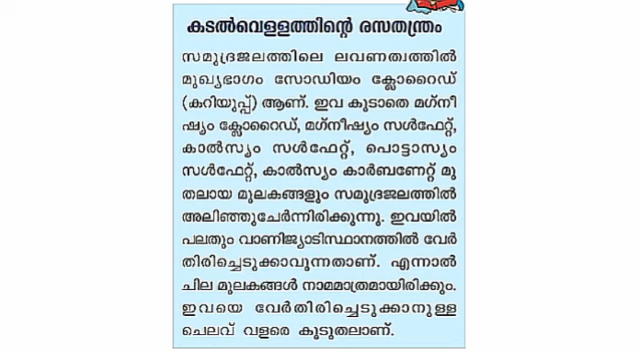 കടൽവെള്ളത്തിന്റെ രസതന്ത്രം
സമുദ്രജലത്തിലെ ലവണത്വത്തിൽ
മുഖ്യഭാഗം സോഡിയം ക്ലോറൈഡ്
(കറിയുപ്പ്) ആണ്. ഇവ കൂടാതെ മഗ്‌നീ
ഷ്യം ക്ലോറൈഡ്, മഗ്‌നീഷ്യം സൾഫേറ്റ്,
കാൽസ്യം സൾഫേറ്റ്, പൊട്ടാസ്യം
സൾഫേറ്റ്, കാൽസ്യം കാർബണേറ്റ് മു
തലായ മൂലകങ്ങളും സമുദ്രജലത്തിൽ
അലിഞ്ഞുചേർന്നിരിക്കുന്നു. ഇവയിൽ
പലതും വാണിജ്യാടിസ്ഥാനത്തിൽ വേർ
തിരിച്ചെടുക്കാവുന്നതാണ്. എന്നാൽ
ചില മൂലകങ്ങൾ നാമമാത്രമായിരിക്കും.
ഇവയെ വേർതിരിച്ചെടുക്കാനുള്ള
ചെലവ് വളരെ കൂടുതലാണ്.